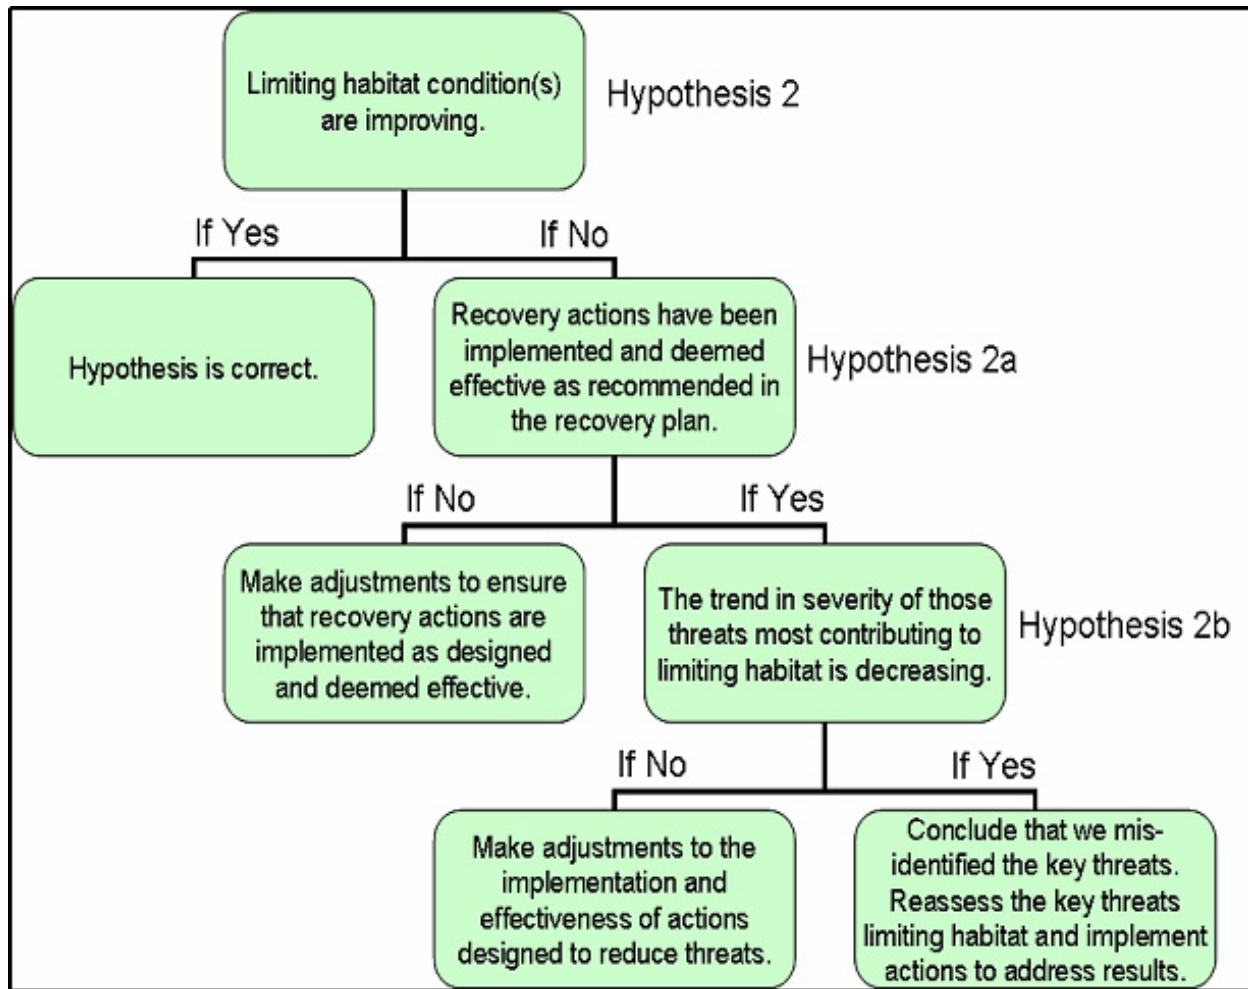 Limiting habitat condition(s)
are improving.
Hypothesis 2
If Yes
If No
Hypothesis is correct.
Recovery actions have been
implemented and deemed
effective as recommended in
the recovery plan.
Hypothesis 2a
If No
If Yes
Make adjustments to ensure
that recovery actions are
implemented as designed
and deemed effective.
The trend in severity of those
threats most contributing to
limiting habitat is decreasing.
Hypothesis 2b
If No
If Yes
Make adjustments to the
implementation and
effectiveness of actions
designed to reduce threats.
Conclude that we mis-
identified the key threats.
Reassess the key threats
limiting habitat and implement
actions to address results.